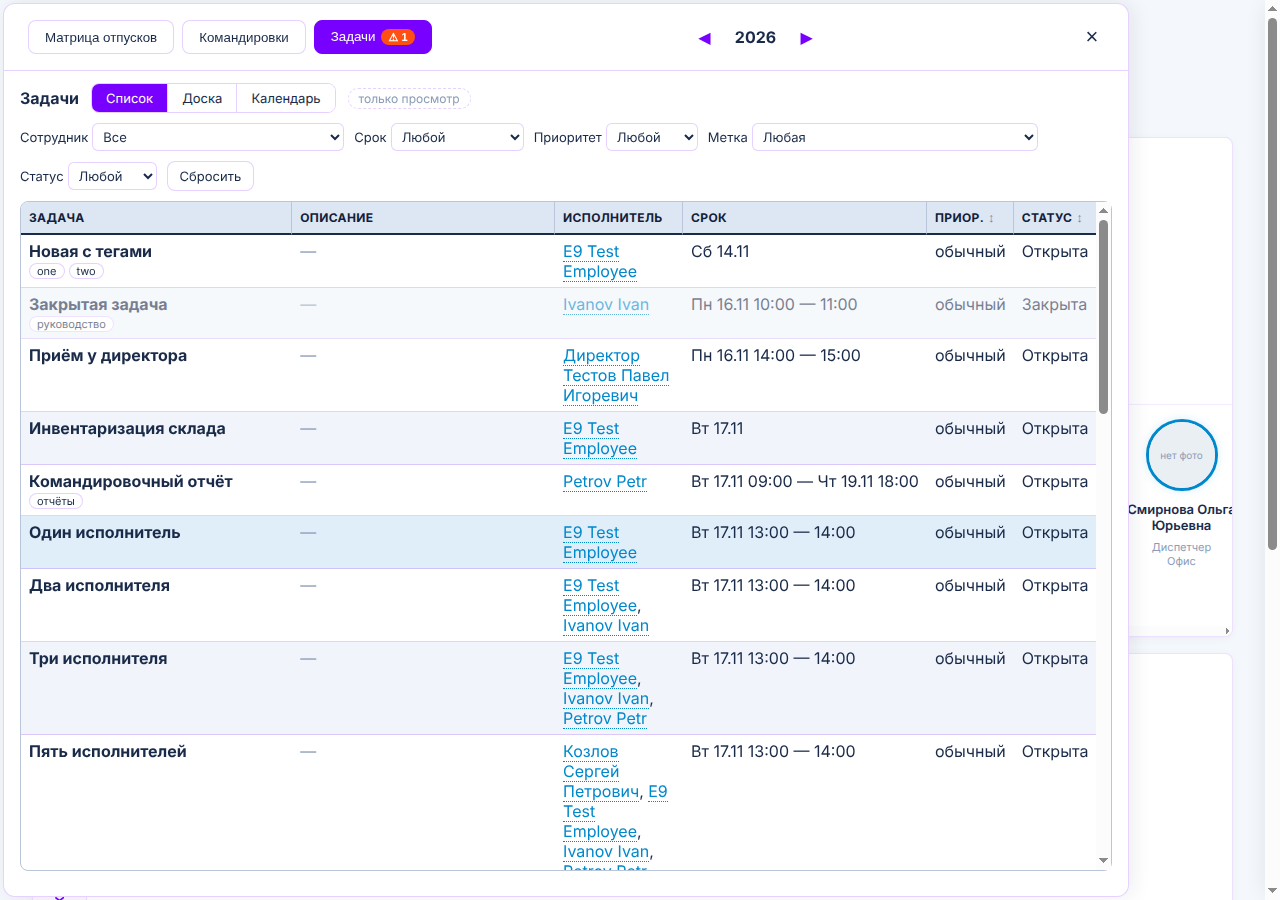 Матрица отпусков Командировки Задачи ⚠ 1 ◀ 2026 ▶ ×
Задачи Список Доска Календарь только просмотр
Сотрудник Все Срок Любой Приоритет Любой Метка Любая
Статус Любой Сбросить
ЗАДАЧА ОПИСАНИЕ ИСПОЛНИТЕЛЬ СРОК ПРИОР. ↕ СТАТУС ↕
Новая с тегами — E9 Test Сб 14.11 обычный Открыта
one two Employee
Закрытая задача — Ivanov Ivan Пн 16.11 10:00 — 11:00 обычный Закрыта
руководство
Приём у директора — Директор Пн 16.11 14:00 — 15:00 обычный Открыта
Тестов Павел
Игоревич
Инвентаризация склада — E9 Test Вт 17.11 обычный Открыта
Employee
Командировочный отчёт — Petrov Petr Вт 17.11 09:00 — Чт 19.11 18:00 обычный Открыта
отчёты
Один исполнитель — E9 Test Вт 17.11 13:00 — 14:00 обычный Открыта
Employee
Два исполнителя — E9 Test Вт 17.11 13:00 — 14:00 обычный Открыта
Employee,
Ivanov Ivan
Три исполнителя — E9 Test Вт 17.11 13:00 — 14:00 обычный Открыта
Employee,
Ivanov Ivan,
Petrov Petr
Пять исполнителей — Козлов Вт 17.11 13:00 — 14:00 обычный Открыта
Сергей
Петрович, E9
Test
Employee,
Ivanov Ivan,
Petrov Petr
нет фото
Смирнова Ольга
Юрьевна
Диспетчер
Офис